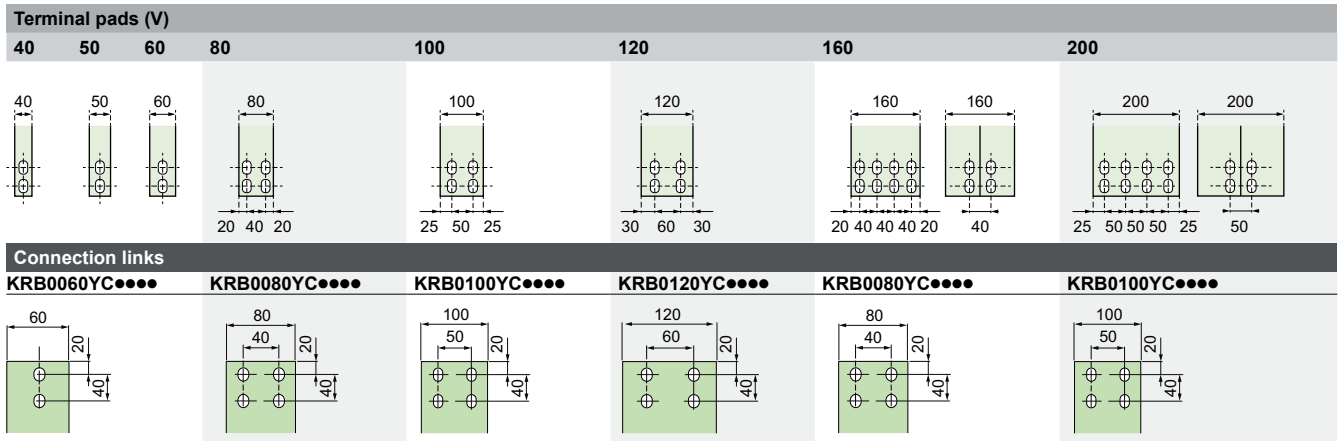 Terminal pads (V)
40 50 60 80 100 120 160 200
40 50 60 80 100 120 160 160 200 200
20 40 20 25 50 25 30 60 30 20 40 40 40 20 40 25 50 50 50 25 50
Connection links
KRB0060YC●●●● KRB0080YC●●●● KRB0100YC●●●● KRB0120YC●●●● KRB0080YC●●●● KRB0100YC●●●●
60 80 100 120 80 100
20 40 20 50 20 60 20 40 20 50 20
40 40 40 40 40 40